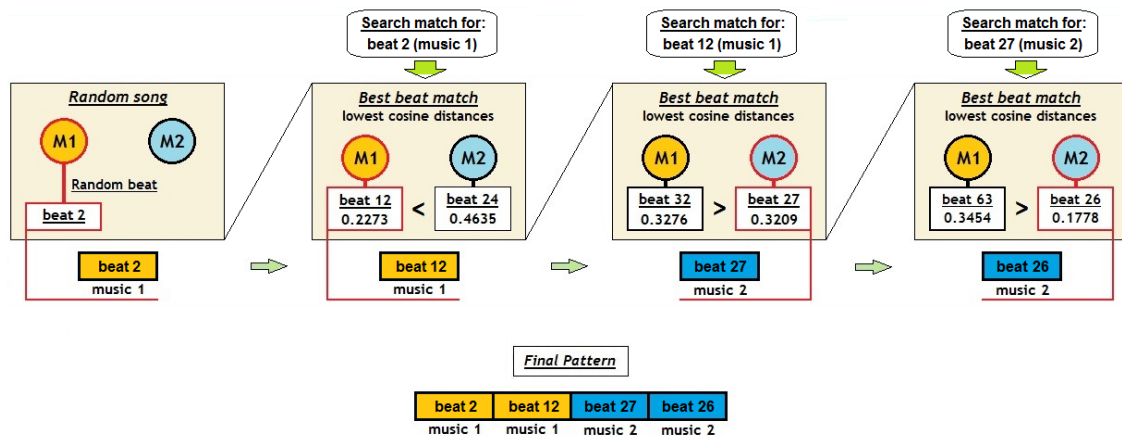 Search match for:
beat 2 (music 1)
Search match for:
beat 12 (music 1)
Search match for:
beat 27 (music 2)
Random song
M1
M2
Random beat
beat 2
Best beat match
lowest cosine distances
M1
M2
beat 12
0.2273
<
beat 24
0.4635
Best beat match
lowest cosine distances
M1
M2
beat 32
0.3276
>
beat 27
0.3209
Best beat match
lowest cosine distances
M1
M2
beat 63
0.3454
>
beat 26
0.1778
beat 2
music 1
beat 12
music 1
beat 27
music 2
beat 26
music 2
Final Pattern
beat 2 beat 12 beat 27 beat 26
music 1 music 1 music 2 music 2